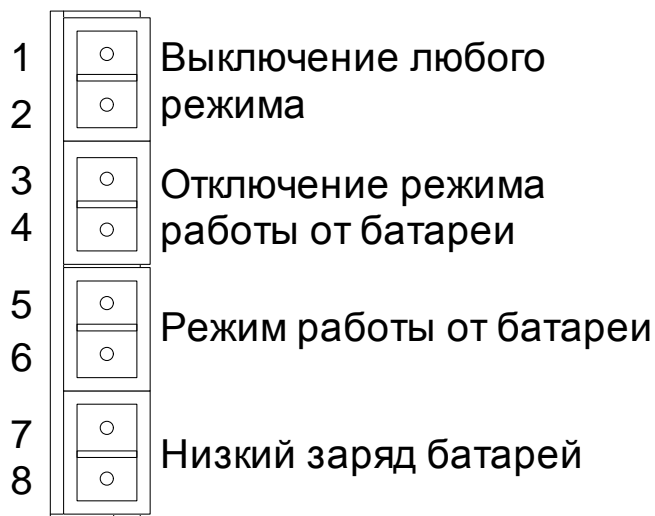 1 Выключение любого
2 режима
3 Отключение режима
4 работы от батареи
5
Режим работы от батареи
6
7
Низкий заряд батарей
8